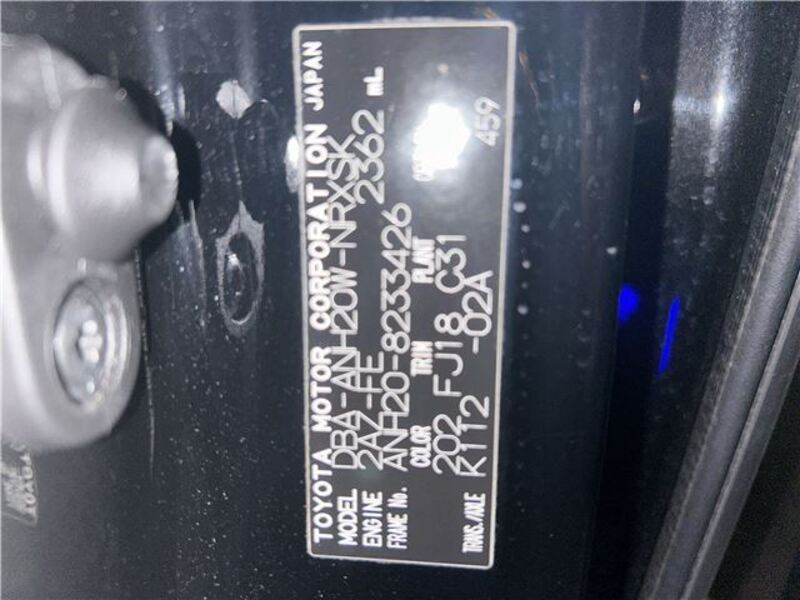 TOYOTA MOTOR CORPORATION JAPAN
MODEL DBA-ANH20W-NRXSK
ENGINE 2AZ-FE 2362 mL
FRAME No. ANH20-8233426
COLOR TRIM PLANT
202 FJ18 C31 459
TRANS./AXLE K112 -02A